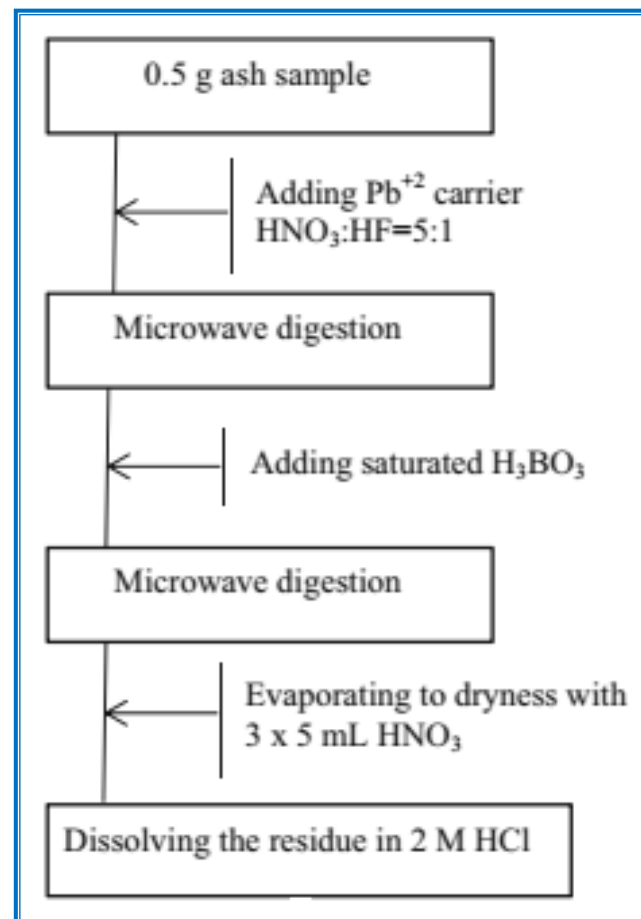 0.5 g ash sample
Adding Pb⁺² carrier
HNO₃:HF=5:1
Microwave digestion
Adding saturated H₃BO₃
Microwave digestion
Evaporating to dryness with
3 x 5 mL HNO₃
Dissolving the residue in 2 M HCl